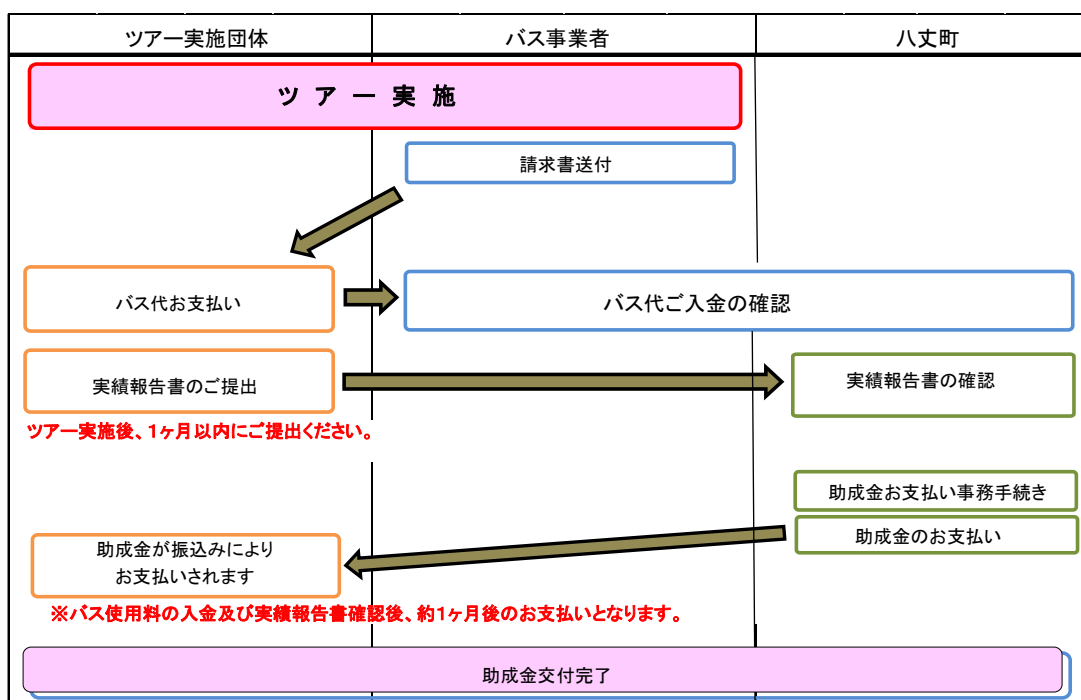 ツアー実施団体
バス事業者
八丈町
ツアー実施
請求書送付
バス代お支払い
バス代ご入金の確認
実績報告書のご提出
実績報告書の確認
ツアー実施後、1ヶ月以内にご提出ください。
助成金お支払い事務手続き
助成金のお支払い
助成金が振込みにより
お支払いされます
※バス使用料の入金及び実績報告書確認後、約1ヶ月後のお支払いとなります。
助成金交付完了